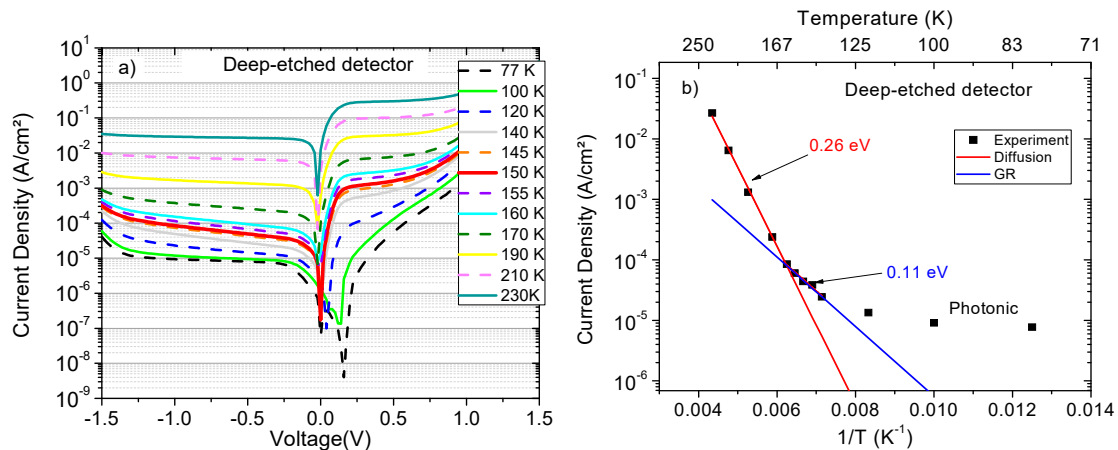 a)
Deep-etched detector
10¹
10⁰
10⁻¹
10⁻²
10⁻³
10⁻⁴
10⁻⁵
10⁻⁶
10⁻⁷
10⁻⁸
10⁻⁹
Current Density (A/cm²)
-1.5 -1.0 -0.5 0.0 0.5 1.0 1.5
Voltage(V)
77 K
100 K
120 K
140 K
145 K
150 K
155 K
160 K
170 K
190 K
210 K
230K
Temperature (K)
250 167 125 100 83 71
b)
Deep-etched detector
10⁻¹
10⁻²
10⁻³
10⁻⁴
10⁻⁵
10⁻⁶
Current Density (A/cm²)
Experiment
Diffusion
GR
0.26 eV
0.11 eV
Photonic
0.004 0.006 0.008 0.010 0.012 0.014
1/T (K⁻¹)